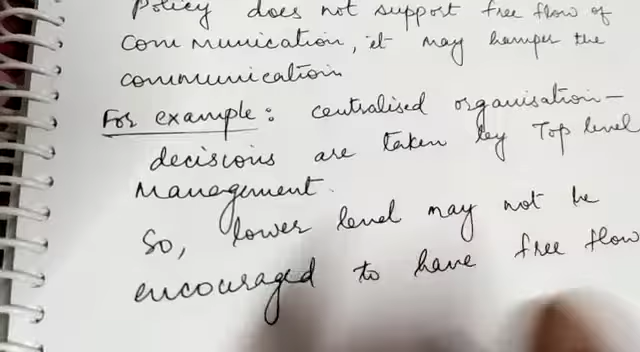 Policy does not support free flow of
communication, it may hamper the
communication
For example: centralised organisation—
decisions are taken by Top level
Management.
So, lower level may not be
encouraged to have free flow